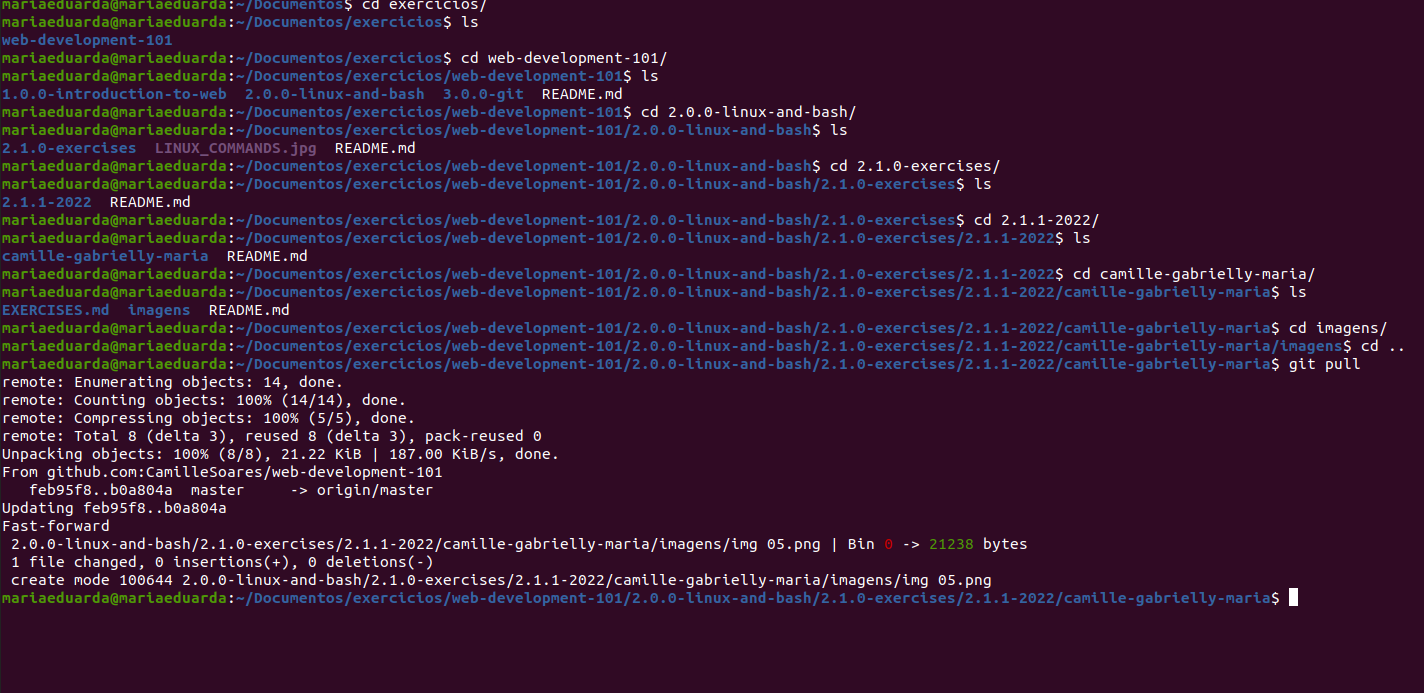 mariaeduarda@mariaeduarda:~/Documentos$ cd exercicios/
mariaeduarda@mariaeduarda:~/Documentos/exercicios$ ls
web-development-101
mariaeduarda@mariaeduarda:~/Documentos/exercicios$ cd web-development-101/
mariaeduarda@mariaeduarda:~/Documentos/exercicios/web-development-101$ ls
1.0.0-introduction-to-web  2.0.0-linux-and-bash  3.0.0-git  README.md
mariaeduarda@mariaeduarda:~/Documentos/exercicios/web-development-101$ cd 2.0.0-linux-and-bash/
mariaeduarda@mariaeduarda:~/Documentos/exercicios/web-development-101/2.0.0-linux-and-bash$ ls
2.1.0-exercises  LINUX_COMMANDS.jpg  README.md
mariaeduarda@mariaeduarda:~/Documentos/exercicios/web-development-101/2.0.0-linux-and-bash$ cd 2.1.0-exercises/
mariaeduarda@mariaeduarda:~/Documentos/exercicios/web-development-101/2.0.0-linux-and-bash/2.1.0-exercises$ ls
2.1.1-2022  README.md
mariaeduarda@mariaeduarda:~/Documentos/exercicios/web-development-101/2.0.0-linux-and-bash/2.1.0-exercises$ cd 2.1.1-2022/
mariaeduarda@mariaeduarda:~/Documentos/exercicios/web-development-101/2.0.0-linux-and-bash/2.1.0-exercises/2.1.1-2022$ ls
camille-gabrielly-maria  README.md
mariaeduarda@mariaeduarda:~/Documentos/exercicios/web-development-101/2.0.0-linux-and-bash/2.1.0-exercises/2.1.1-2022$ cd camille-gabrielly-maria/
mariaeduarda@mariaeduarda:~/Documentos/exercicios/web-development-101/2.0.0-linux-and-bash/2.1.0-exercises/2.1.1-2022/camille-gabrielly-maria$ ls
EXERCISES.md  imagens  README.md
mariaeduarda@mariaeduarda:~/Documentos/exercicios/web-development-101/2.0.0-linux-and-bash/2.1.0-exercises/2.1.1-2022/camille-gabrielly-maria$ cd imagens/
mariaeduarda@mariaeduarda:~/Documentos/exercicios/web-development-101/2.0.0-linux-and-bash/2.1.0-exercises/2.1.1-2022/camille-gabrielly-maria/imagens$ cd ..
mariaeduarda@mariaeduarda:~/Documentos/exercicios/web-development-101/2.0.0-linux-and-bash/2.1.0-exercises/2.1.1-2022/camille-gabrielly-maria$ git pull
remote: Enumerating objects: 14, done.
remote: Counting objects: 100% (14/14), done.
remote: Compressing objects: 100% (5/5), done.
remote: Total 8 (delta 3), reused 8 (delta 3), pack-reused 0
Unpacking objects: 100% (8/8), 21.22 KiB | 187.00 KiB/s, done.
From github.com:CamilleSoares/web-development-101
   feb95f8..b0a804a  master     -> origin/master
Updating feb95f8..b0a804a
Fast-forward
 2.0.0-linux-and-bash/2.1.0-exercises/2.1.1-2022/camille-gabrielly-maria/imagens/img 05.png | Bin 0 -> 21238 bytes
 1 file changed, 0 insertions(+), 0 deletions(-)
 create mode 100644 2.0.0-linux-and-bash/2.1.0-exercises/2.1.1-2022/camille-gabrielly-maria/imagens/img 05.png
mariaeduarda@mariaeduarda:~/Documentos/exercicios/web-development-101/2.0.0-linux-and-bash/2.1.0-exercises/2.1.1-2022/camille-gabrielly-maria$